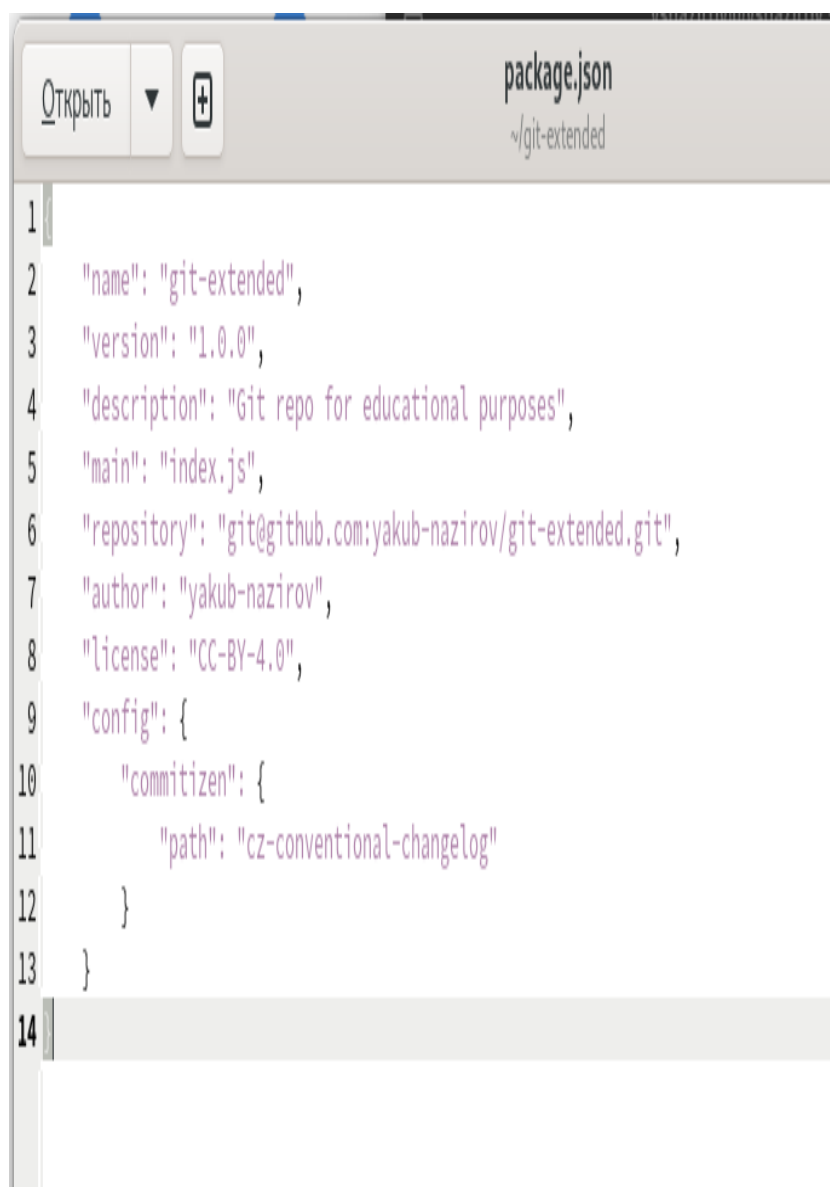 Открыть
package.json
~/git-extended
1 {
2 "name": "git-extended",
3 "version": "1.0.0",
4 "description": "Git repo for educational purposes",
5 "main": "index.js",
6 "repository": "git@github.com:yakub-nazirov/git-extended.git",
7 "author": "yakub-nazirov",
8 "license": "CC-BY-4.0",
9 "config": {
10 "commitizen": {
11 "path": "cz-conventional-changelog"
12 }
13 }
14 }